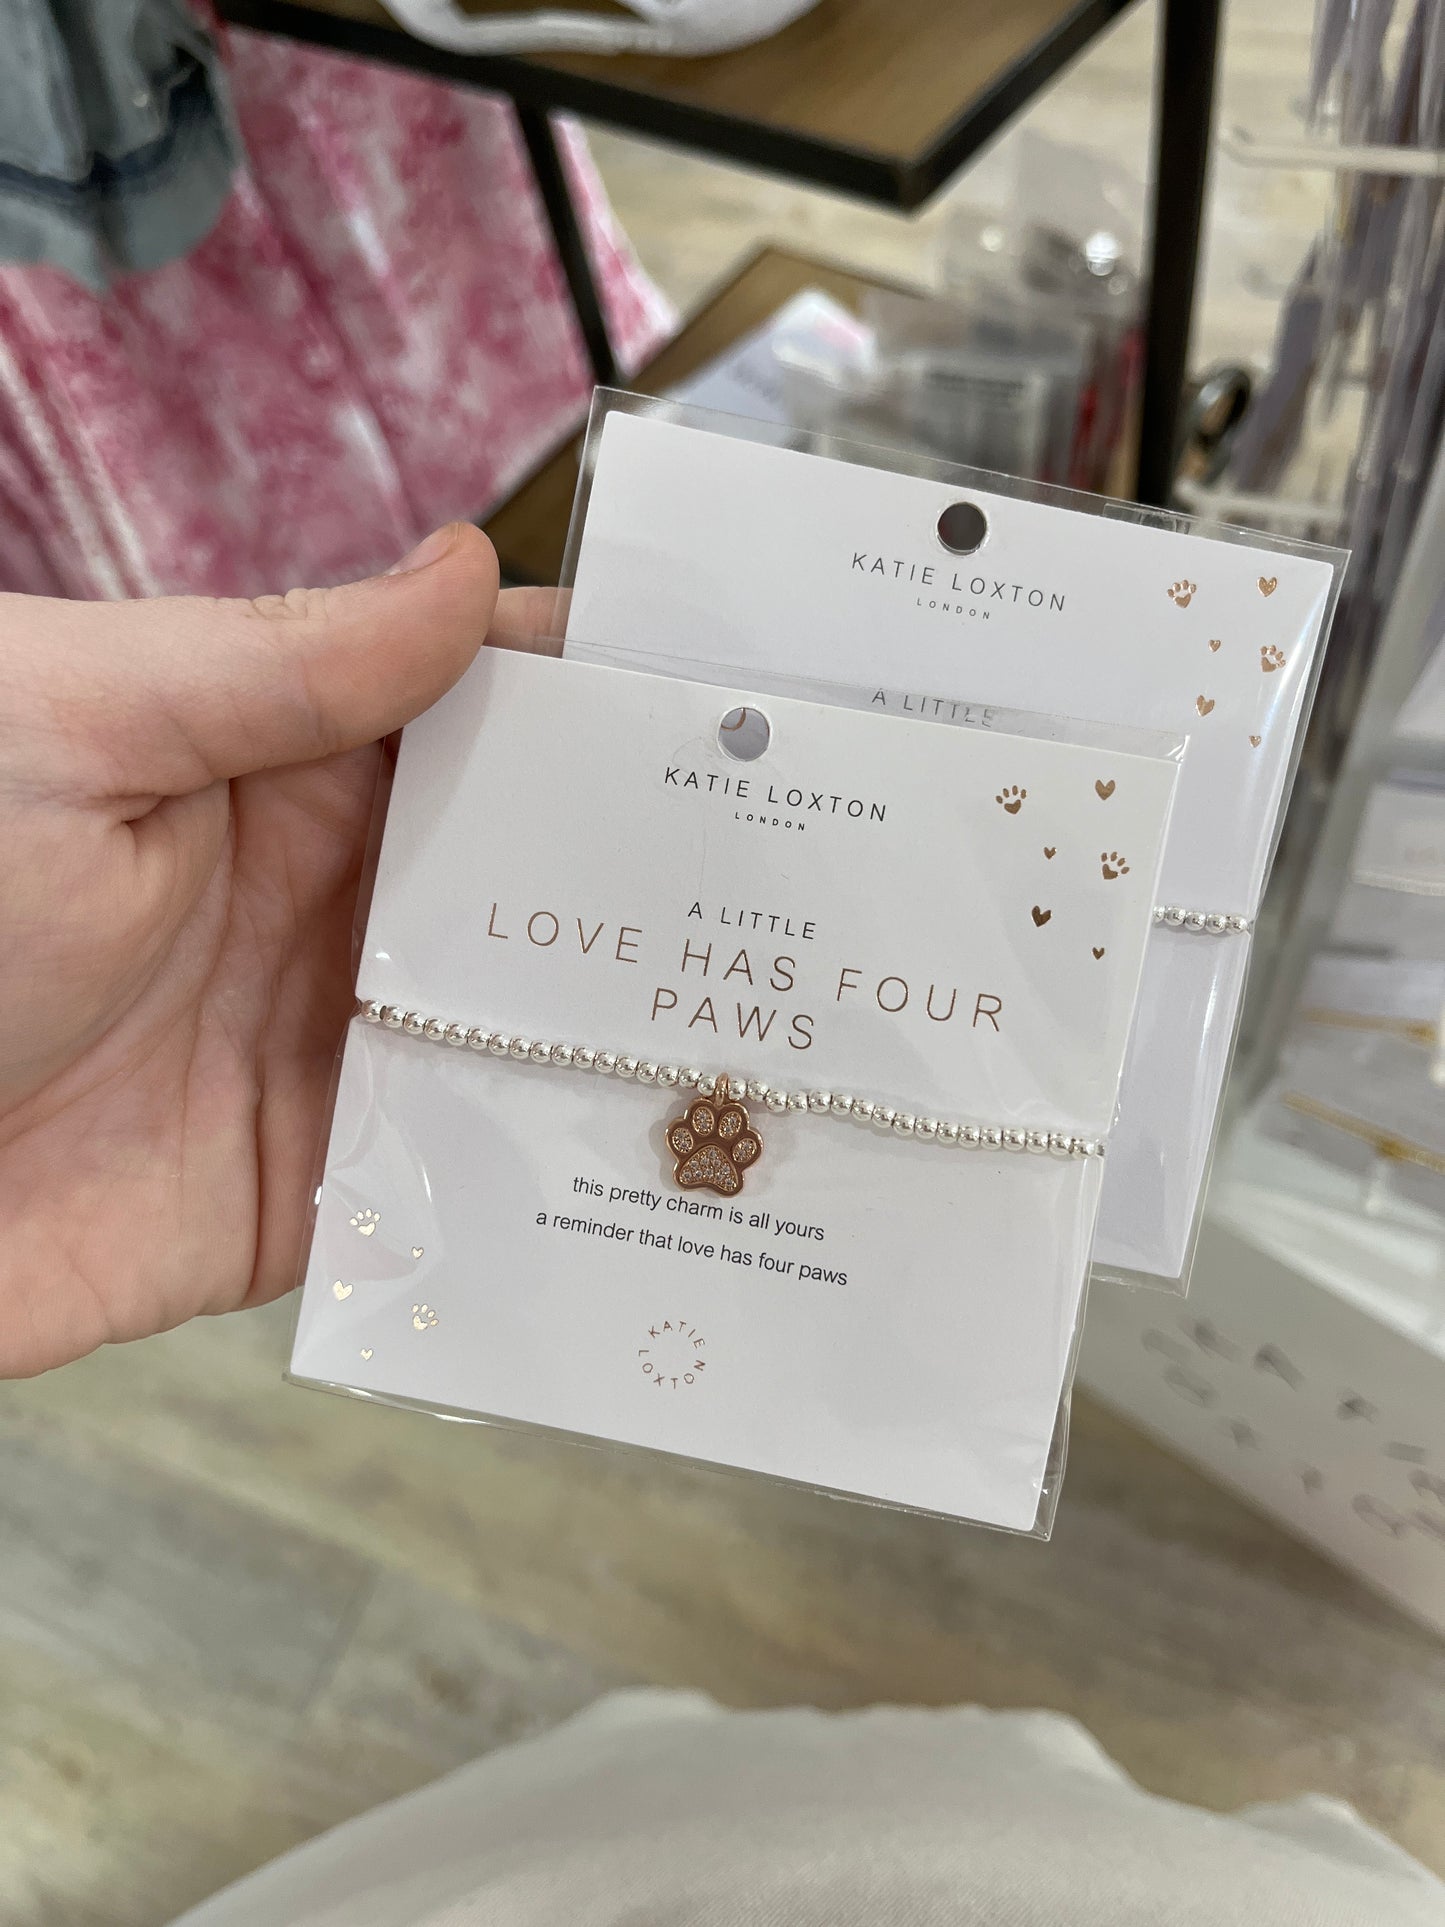 KATIE LOXTON
LONDON
A LITTLE
KATIE LOXTON
LONDON
A LITTLE
LOVE HAS FOUR
PAWS
this pretty charm is all yours
a reminder that love has four paws
KATIE LOXTON